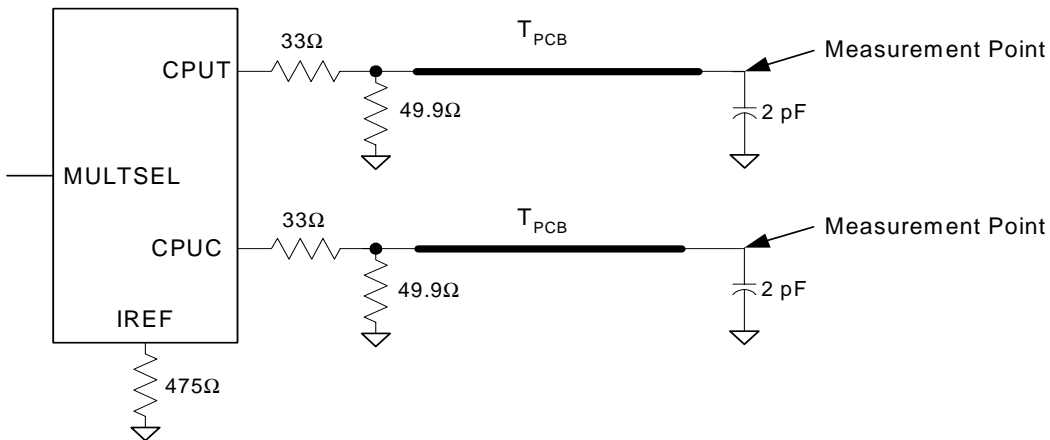 33Ω
T_PCB
Measurement Point
CPUT
49.9Ω
2 pF
MULTSEL
33Ω
T_PCB
Measurement Point
CPUC
49.9Ω
2 pF
IREF
475Ω